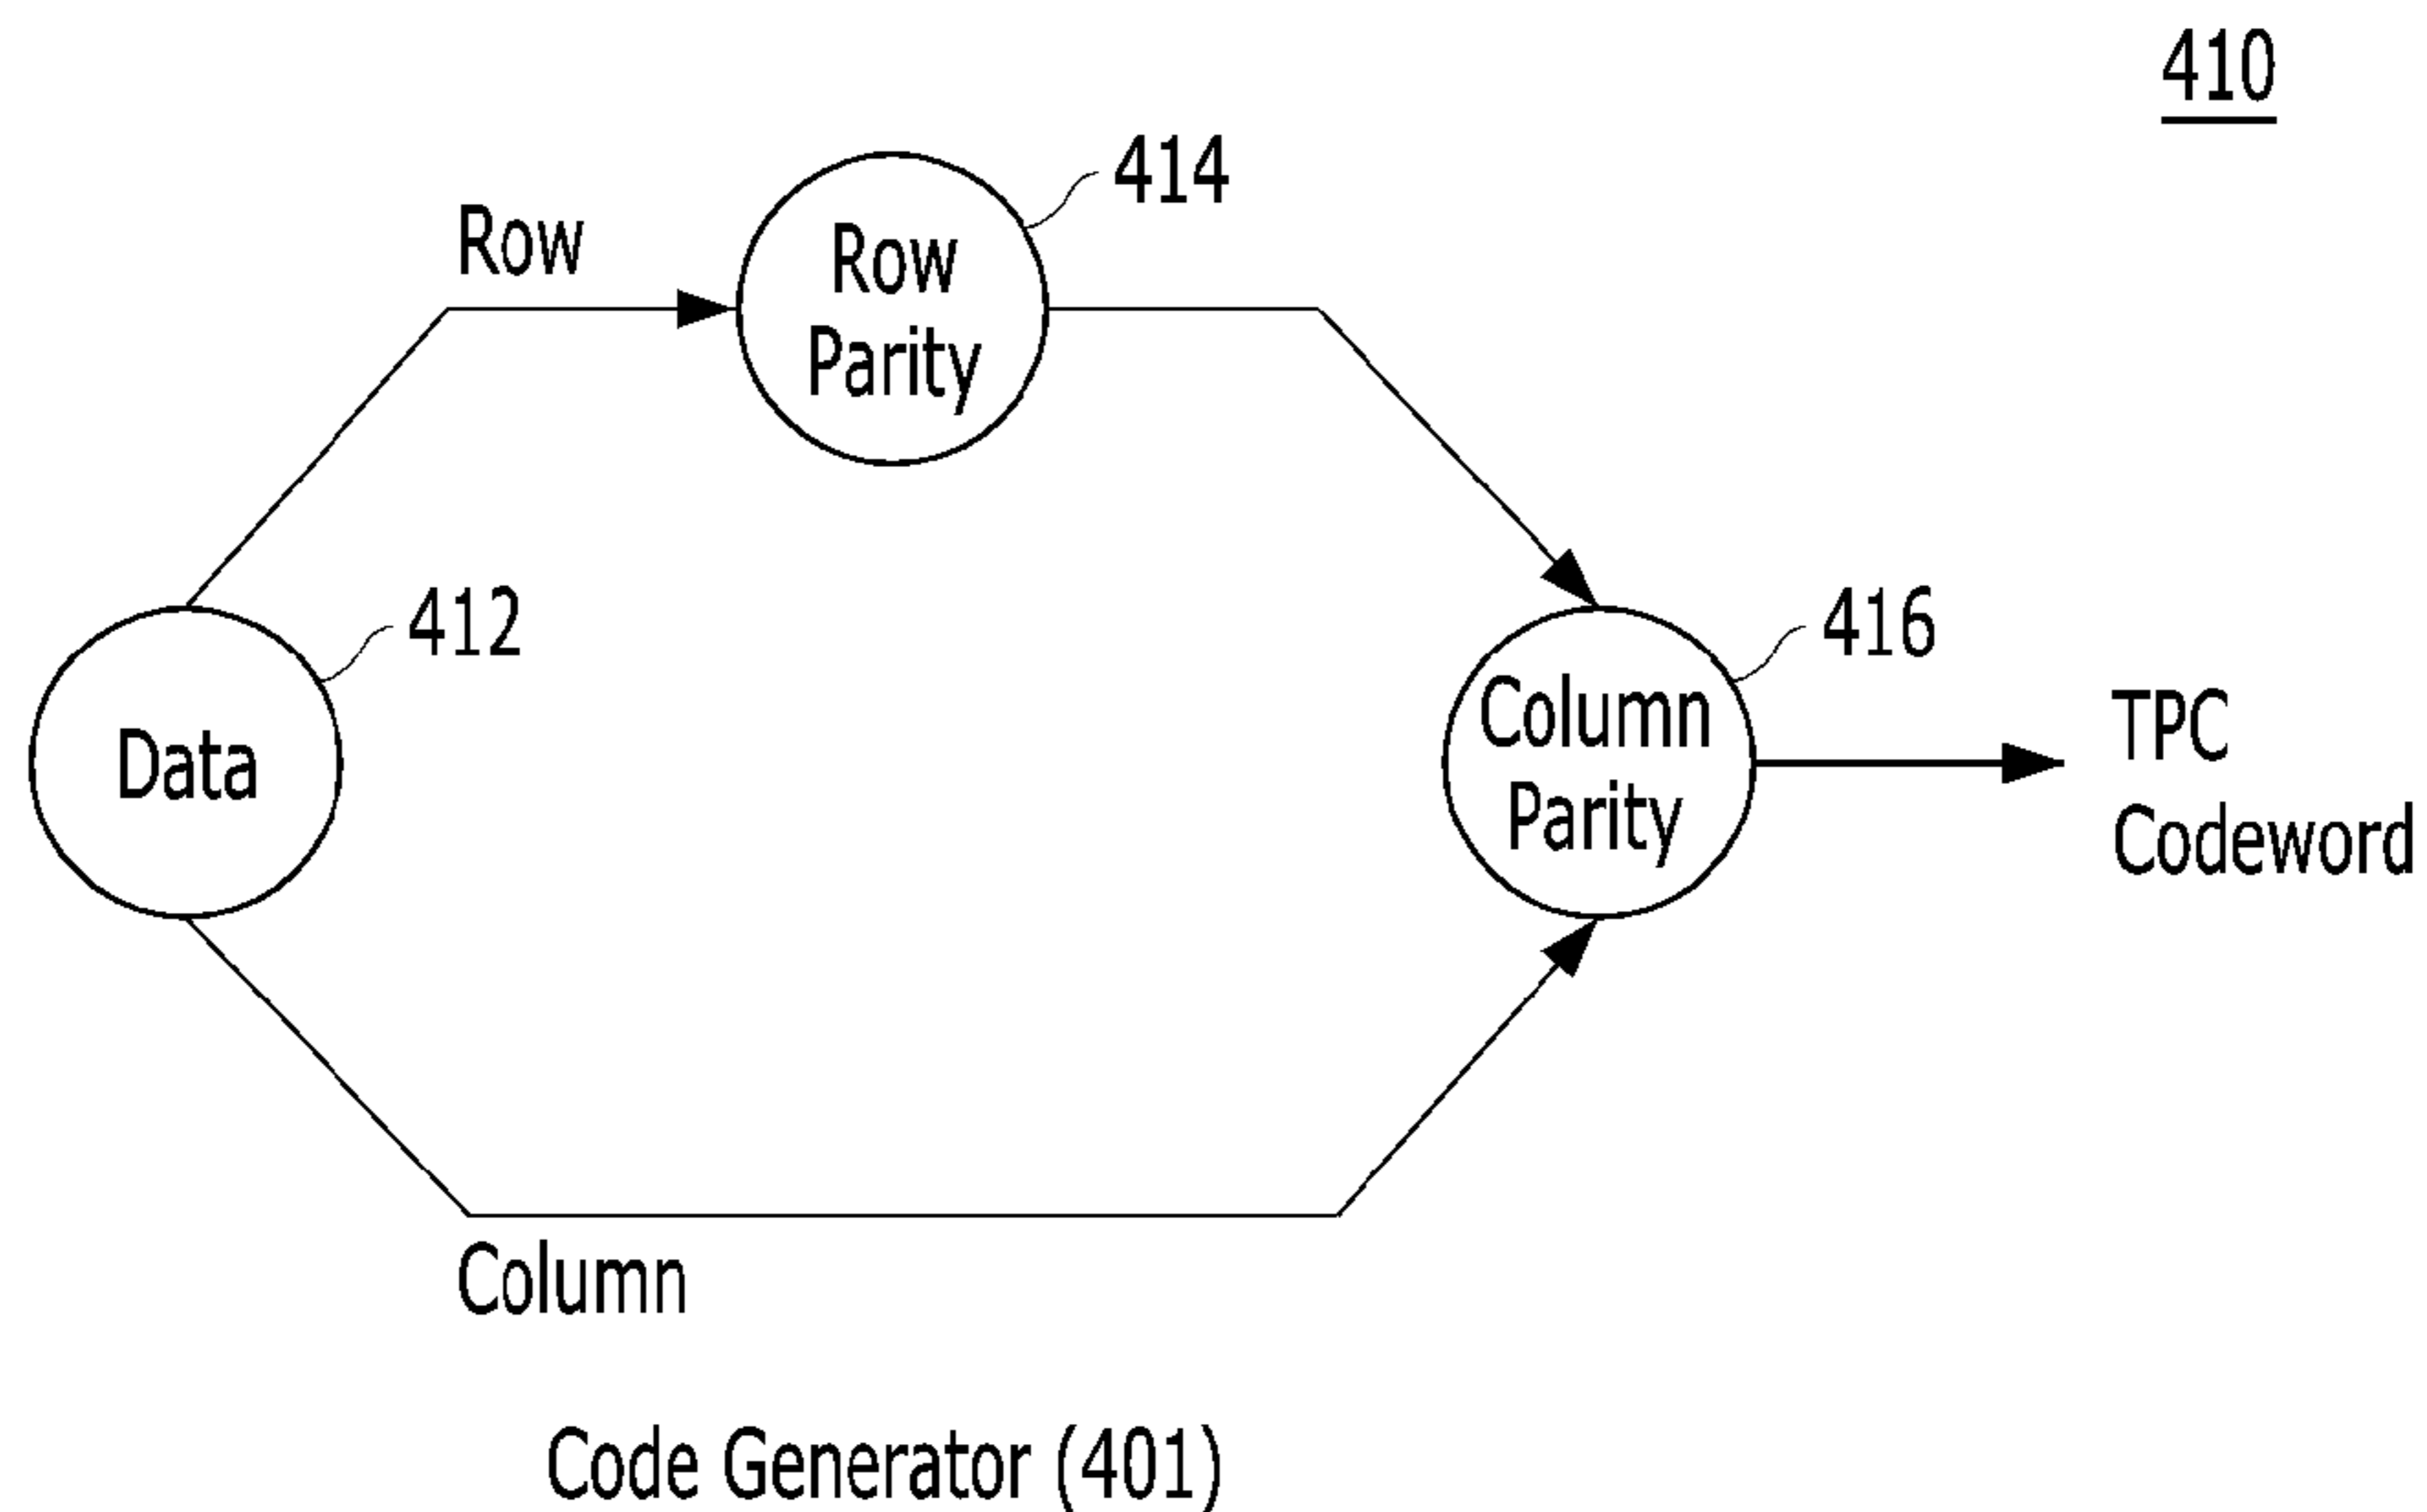 410
414
Row
Row
Parity
412
Data
416
Column
Parity
TPC
Codeword
Column
Code Generator (401)